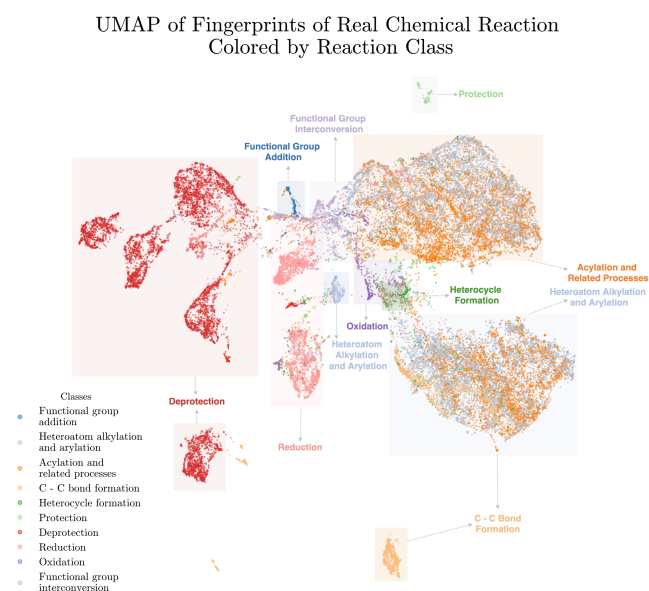 UMAP of Fingerprints of Real Chemical Reaction
Colored by Reaction Class
Protection
Functional Group
Interconversion
Functional Group
Addition
Acylation and
Related Processes
Heterocycle
Formation
Heteroatom Alkylation
and Arylation
Oxidation
Heteroatom
Alkylation
and Arylation
Deprotection
Reduction
C - C Bond
Formation
Classes
Functional group
addition
Heteroatom alkylation
and arylation
Acylation and
related processes
C - C bond formation
Heterocycle formation
Protection
Deprotection
Reduction
Oxidation
Functional group
interconversion